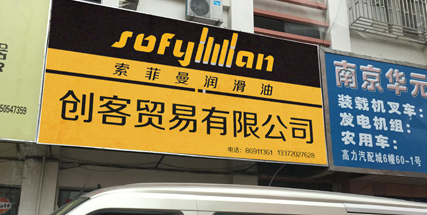 50547359
sofyman
索菲曼润滑油
创客贸易有限公司
电话：86911361 13372027628
南京华元
装载机叉车：
发电机组：
农用车：
高力汽配城6幢60-1号